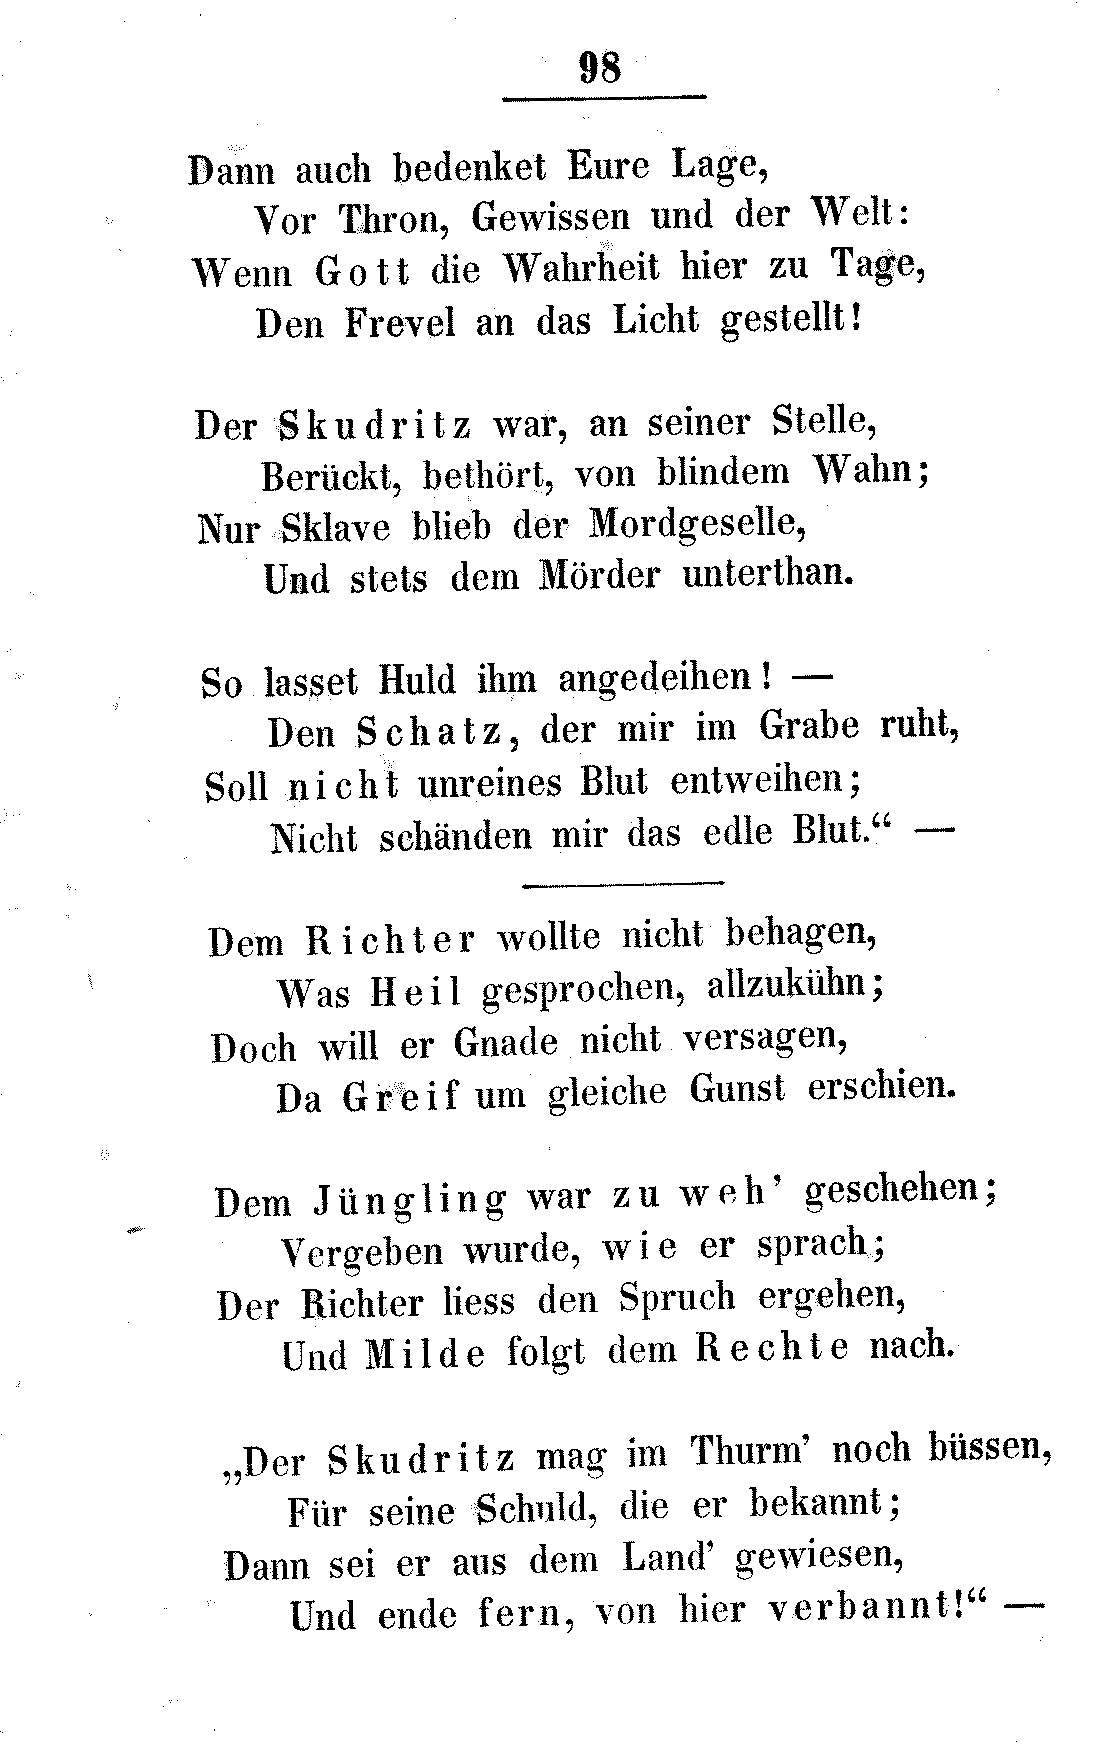 98
Dann auch bedenket Eure Lage,
Vor Thron, Gewissen und der Welt:
Wenn Gott die Wahrheit hier zu Tage,
Den Frevel an das Licht gestellt!
Der Skudritz war, an seiner Stelle,
Berückt, bethört, von blindem Wahn;
Nur Sklave blieb der Mordgeselle,
Und stets dem Mörder unterthan.
So lasset Huld ihm angedeihen! —
Den Schatz, der mir im Grabe ruht,
Soll nicht unreines Blut entweihen;
Nicht schänden mir das edle Blut.“ —
Dem Richter wollte nicht behagen,
Was Heil gesprochen, allzukühn;
Doch will er Gnade nicht versagen,
Da Greif um gleiche Gunst erschien.
Dem Jüngling war zu weh’ geschehen;
Vergeben wurde, wie er sprach;
Der Richter liess den Spruch ergehen,
Und Milde folgt dem Rechte nach.
„Der Skudritz mag im Thurm’ noch büssen,
Für seine Schuld, die er bekannt;
Dann sei er aus dem Land’ gewiesen,
Und ende fern, von hier verbannt!“ —